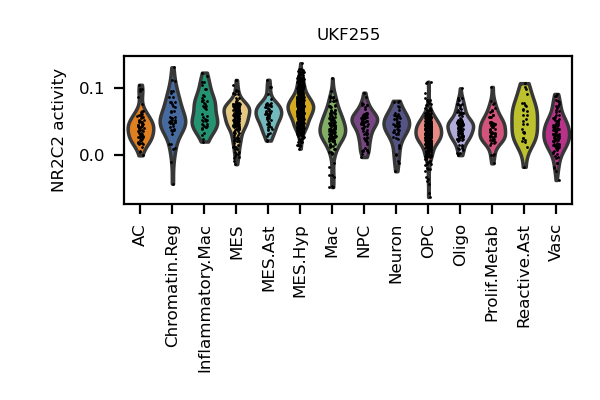 UKF255
NR2C2 activity
0.1
0.0
AC
Chromatin.Reg
Inflammatory.Mac
MES
MES.Ast
MES.Hyp
Mac
NPC
Neuron
OPC
Oligo
Prolif.Metab
Reactive.Ast
Vasc